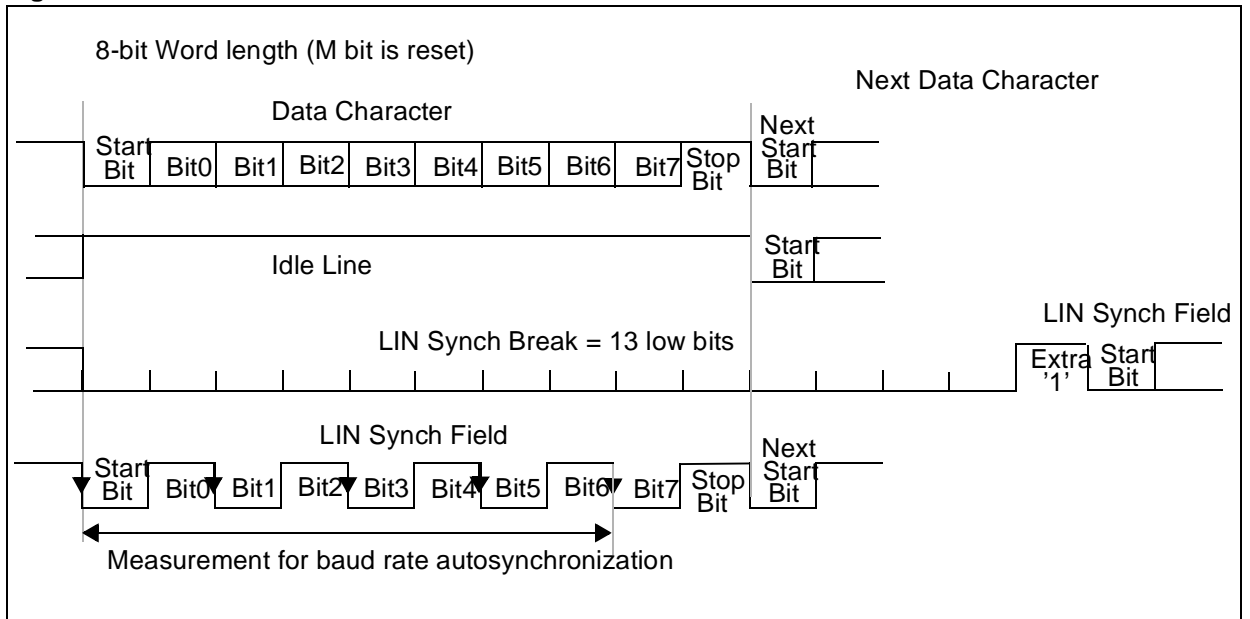 8-bit Word length (M bit is reset)
Next Data Character
Data Character
Start Bit
Bit0
Bit1
Bit2
Bit3
Bit4
Bit5
Bit6
Bit7
Stop Bit
Next Start Bit
Idle Line
Start Bit
LIN Synch Field
LIN Synch Break = 13 low bits
Extra '1'
Start Bit
LIN Synch Field
Start Bit
Bit0
Bit1
Bit2
Bit3
Bit4
Bit5
Bit6
Bit7
Stop Bit
Next Start Bit
Measurement for baud rate autosynchronization